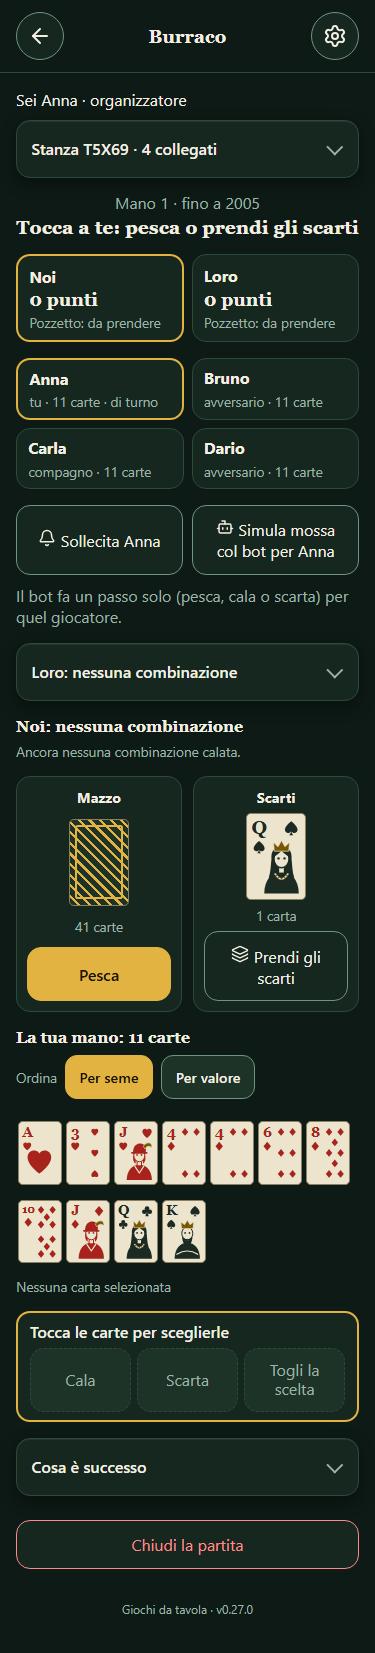 Burraco
Sei Anna · organizzatore
Stanza T5X69 · 4 collegati
Mano 1 · fino a 2005
Tocca a te: pesca o prendi gli scarti
Noi
0 punti
Pozzetto: da prendere
Loro
0 punti
Pozzetto: da prendere
Anna
tu · 11 carte · di turno
Bruno
avversario · 11 carte
Carla
compagno · 11 carte
Dario
avversario · 11 carte
Sollecita Anna
Simula mossa
col bot per Anna
Il bot fa un passo solo (pesca, cala o scarta) per
quel giocatore.
Loro: nessuna combinazione
Noi: nessuna combinazione
Ancora nessuna combinazione calata.
Mazzo
41 carte
Pesca
Scarti
Q
1 carta
Prendi gli
scarti
La tua mano: 11 carte
Ordina
Per seme
Per valore
A
3
J
4
4
6
8
10
J
Q
K
Nessuna carta selezionata
Tocca le carte per sceglierle
Cala
Scarta
Togli la
scelta
Cosa è successo
Chiudi la partita
Giochi da tavola · v0.27.0